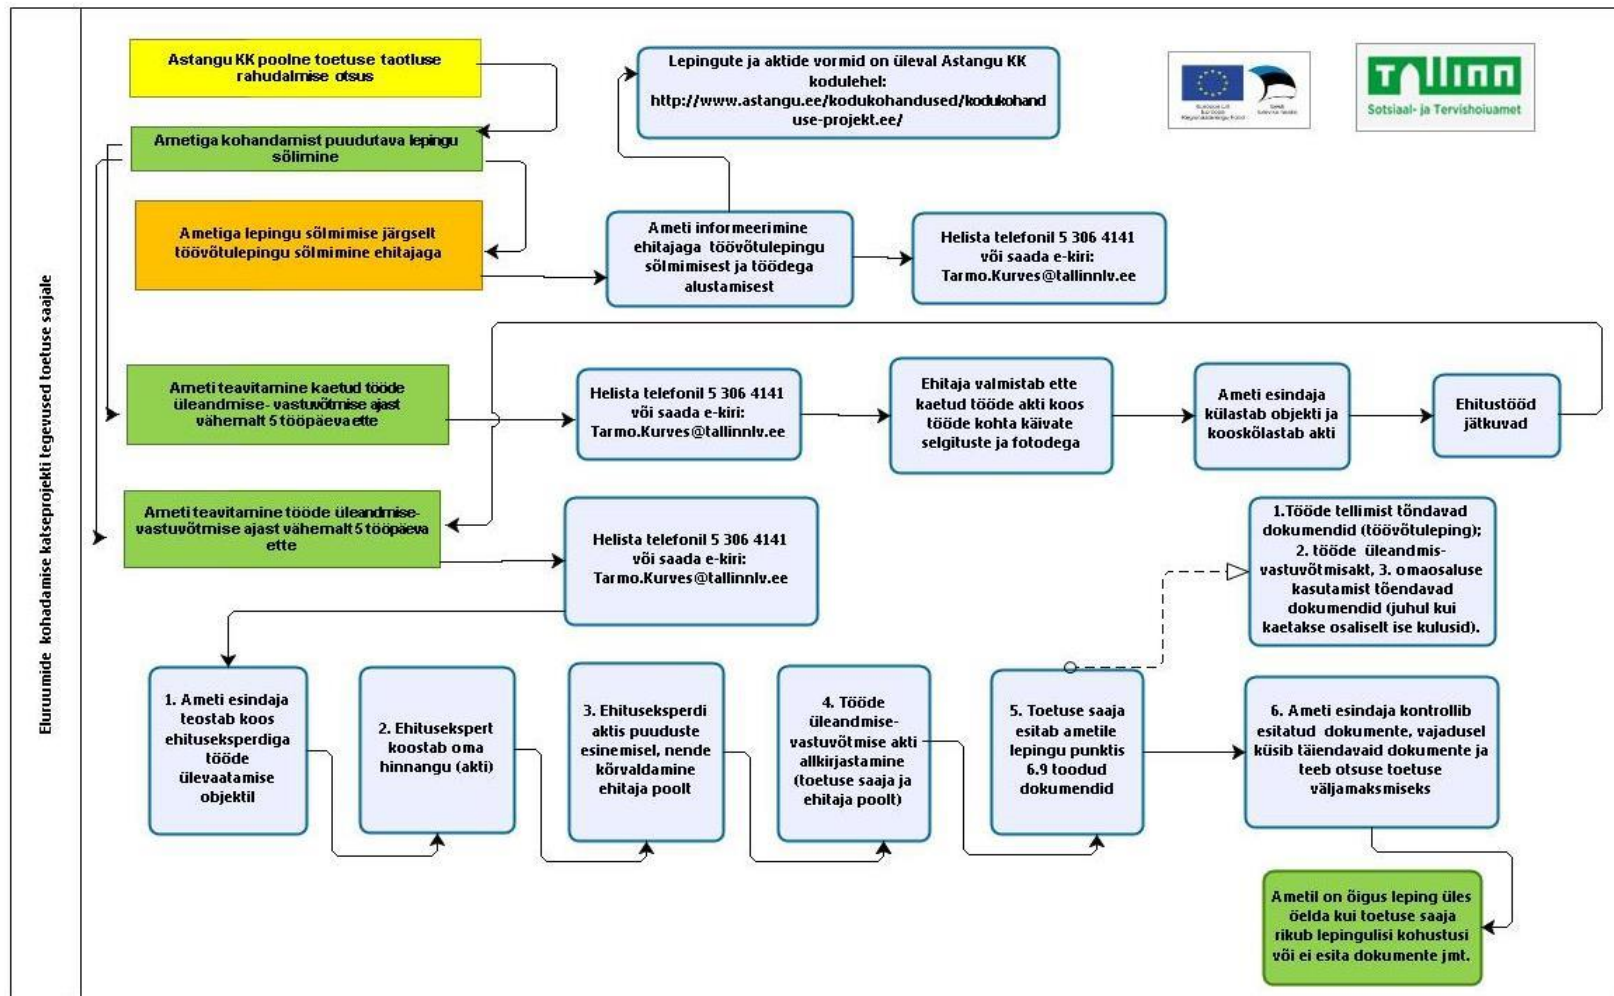 Eluruumide kohadamise katseprojekti tegevused toetuse saajale
Astangu KK poolne toetuse taotluse
rahudalmise otsus
Lepingute ja aktide vormid on üleval Astangu KK
kodulehel:
http://www.astangu.ee/kodukohandused/kodukohand
use-projekt.ee/
TALLINN
Sotsiaal- ja Tervishoiuamet
Ametiga kohandamist puudutava lepingu
sõlimine
Ametiga lepingu sõlmimise järgselt
töövõtulepingu sõlmimine ehitajaga
Ameti informeerimine
ehitajaga töövõtulepingu
sõlmimisest ja töödega
alustamisest
Helista telefonil 5 306 4141
või saada e-kiri:
Tarmo.Kurves@tallinnlv.ee
Ameti teavitamine kaetud tööde
üleandmise- vastuvõtmise ajast
vähemalt 5 tööpäeva ette
Helista telefonil 5 306 4141
või saada e-kiri:
Tarmo.Kurves@tallinnlv.ee
Ehitaja valmistab ette
kaetud tööde akti koos
tööde kohta käivate
selgituste ja fotodega
Ameti esindaja
külastab objekti ja
kooskõlastab akti
Ehitustööd
jätkuvad
Ameti teavitamine tööde üleandmise-
vastuvõtmise ajast vähemalt 5 tööpäeva
ette
Helista telefonil 5 306 4141
või saada e-kiri:
Tarmo.Kurves@tallinnlv.ee
1.Tööde tellimist tõndavad
dokumendid (töövõtuleping);
2. tööde üleandmis-
vastuvõtmisakt, 3. omaosaluse
kasutamist tõendavad
dokumendid (juhul kui
kaetakse osaliselt ise kulusid).
1. Ameti esindaja
teostab koos
ehituseksperdiga
tööde
ülevaatamise
objektil
2. Ehitusekspert
koostab oma
hinnangu (akti)
3. Ehituseksperdi
aktis puuduste
esinemisel, nende
kõrvaldamine
ehitaja poolt
4. Tööde
üleandmise-
vastuvõtmise akti
allkirjastamine
(toetuse saaja ja
ehitaja poolt)
5. Toetuse saaja
esitab ametile
lepingu punktis
6.9 toodud
dokumendid
6. Ameti esindaja kontrollib
esitatud dokumente, vajadusel
küsib täiendavaid dokumente ja
teeb otsuse toetuse
väljamaksmiseks
Ametil on õigus leping üles
öelda kui toetuse saaja
rikub lepingulisi kohustusi
või ei esita dokumente jmt.